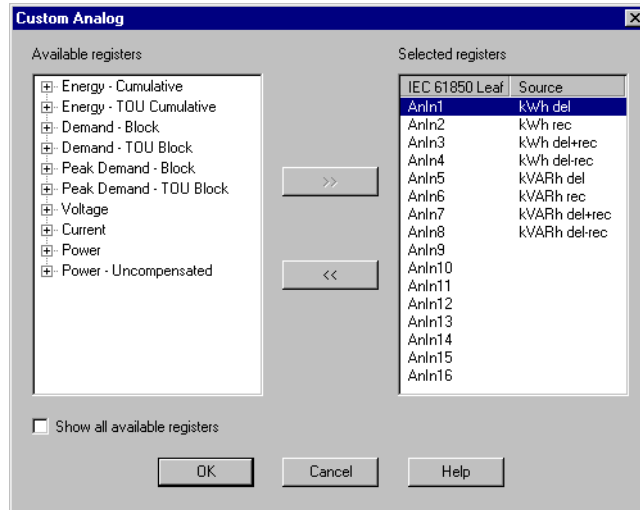 Custom Analog
Available registers
Energy - Cumulative
Energy - TOU Cumulative
Demand - Block
Demand - TOU Block
Peak Demand - Block
Peak Demand - TOU Block
Voltage
Current
Power
Power - Uncompensated
>>
<<
Selected registers
IEC 61850 Leaf Source
AnIn1 kWh del
AnIn2 kWh rec
AnIn3 kWh del+rec
AnIn4 kWh del-rec
AnIn5 kVARh del
AnIn6 kVARh rec
AnIn7 kVARh del+rec
AnIn8 kVARh del-rec
AnIn9
AnIn10
AnIn11
AnIn12
AnIn13
AnIn14
AnIn15
AnIn16
Show all available registers
OK Cancel Help